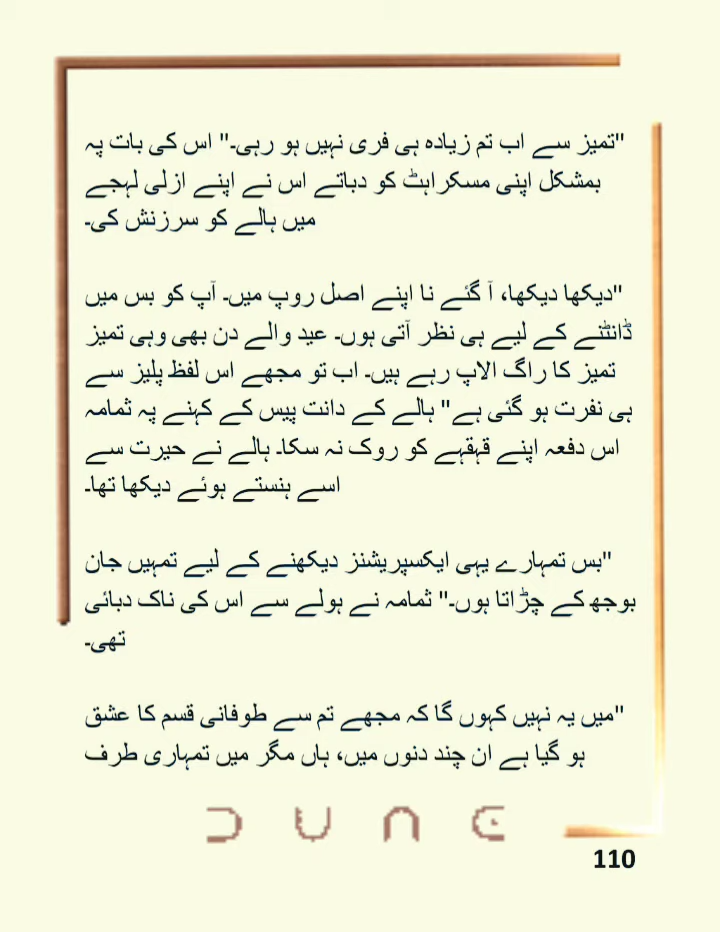 "تمیز سے اب تم زیادہ ہی فری نہیں ہو رہی۔" اس کی بات پہ
بمشکل اپنی مسکراہٹ کو دباتے اس نے اپنے ازلی لہجے
میں ہالے کو سرزنش کی۔
"دیکھا دیکھا، آ گئے نا اپنے اصل روپ میں۔ آپ کو بس میں
ڈانٹنے کے لیے ہی نظر آتی ہوں۔ عید والے دن بھی وہی تمیز
تمیز کا راگ الاپ رہے ہیں۔ اب تو مجھے اس لفظ پلیز سے
ہی نفرت ہو گئی ہے" ہالے کے دانت پیس کے کہنے پہ ثمامہ
اس دفعہ اپنے قہقہے کو روک نہ سکا۔ ہالے نے حیرت سے
اسے ہنستے ہوئے دیکھا تھا۔
"بس تمہارے یہی ایکسپریشنز دیکھنے کے لیے تمہیں جان
بوجھ کے چڑاتا ہوں۔" ثمامہ نے ہولے سے اس کی ناک دبائی
تھی۔
"میں یہ نہیں کہوں گا کہ مجھے تم سے طوفانی قسم کا عشق
ہو گیا ہے ان چند دنوں میں، ہاں مگر میں تمہاری طرف
DUNE
110